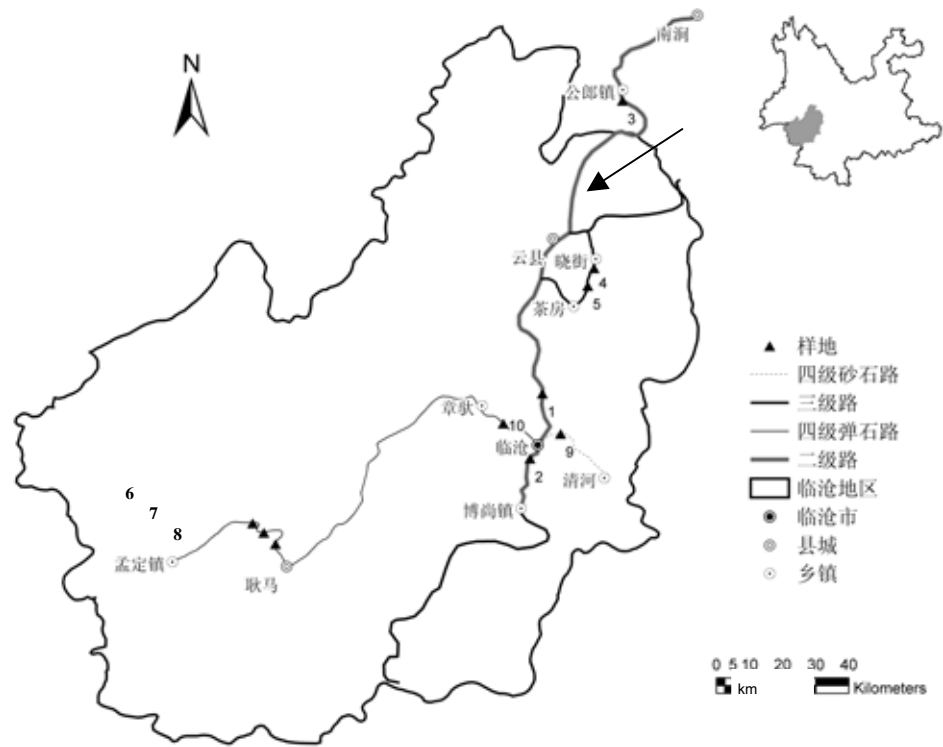 南涧
N
公郎镇
3
云县
晓街
4
5
茶房
样地
四级砂石路
三级路
四级弹石路
二级路
临沧地区
临沧市
县城
乡镇
章驮
1
10
临沧
9
2
清河
博尚镇
6
7
8
孟定镇
耿马
0 5 10 20 30 40
km
Kilometers